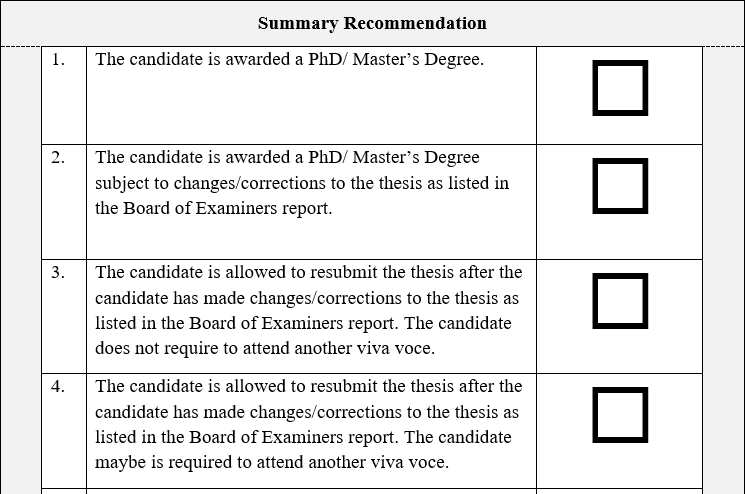 Summary Recommendation
1. The candidate is awarded a PhD/ Master’s Degree.
2. The candidate is awarded a PhD/ Master’s Degree
subject to changes/corrections to the thesis as listed in
the Board of Examiners report.
3. The candidate is allowed to resubmit the thesis after the
candidate has made changes/corrections to the thesis as
listed in the Board of Examiners report. The candidate
does not require to attend another viva voce.
4. The candidate is allowed to resubmit the thesis after the
candidate has made changes/corrections to the thesis as
listed in the Board of Examiners report. The candidate
maybe is required to attend another viva voce.